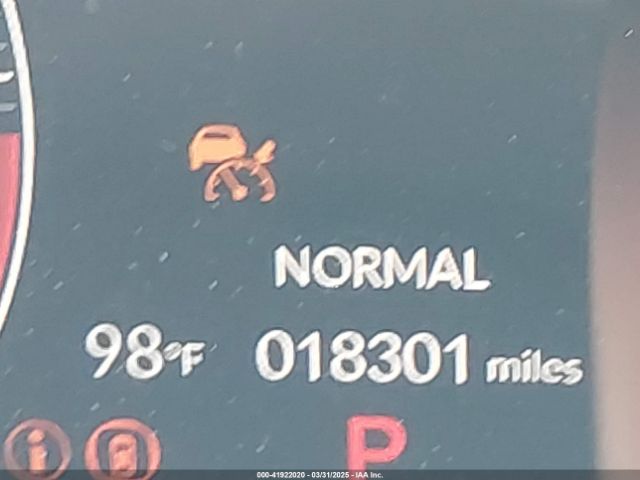 NORMAL
98°F 018301 miles
P
000-41922020 - 03/31/2025 - IAA Inc.